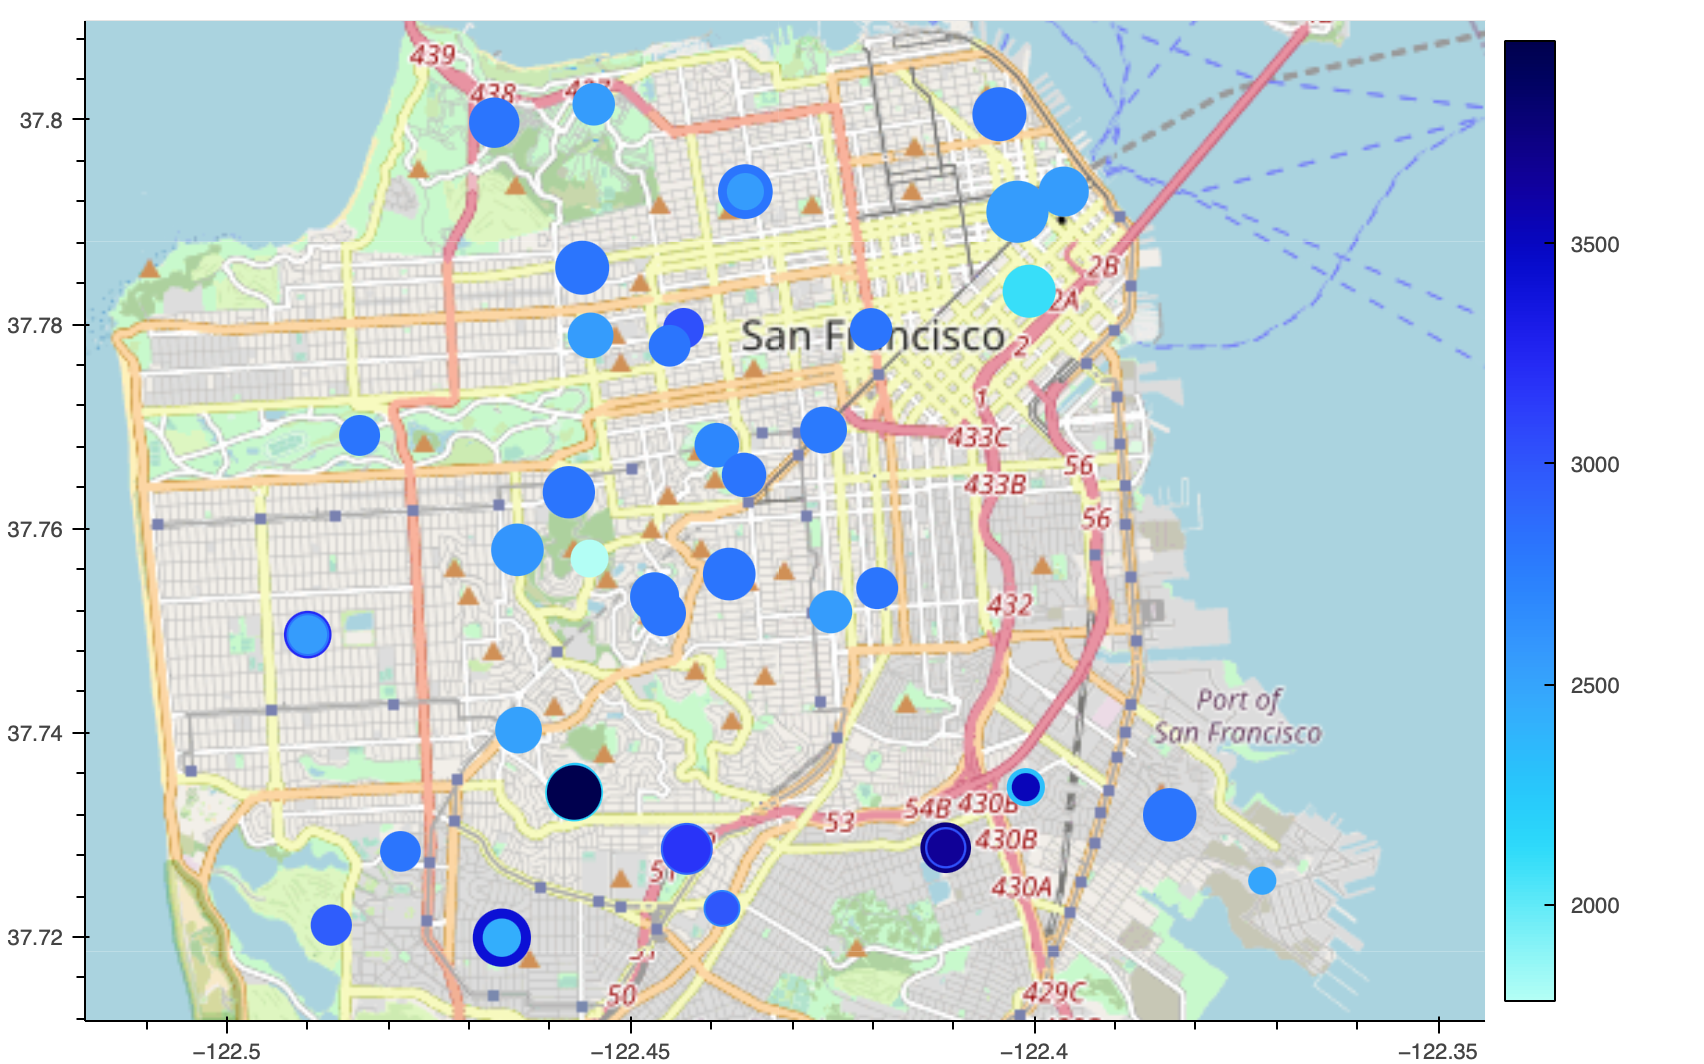 439
438
37.8
3500
2B
2A
37.78
San Francisco
2
1
433C
56
3000
433B
37.76
56
432
2500
Port of
San Francisco
37.74
54B
430B
53
430B
430A
2000
37.72
50
429C
−122.5
−122.45
−122.4
−122.35